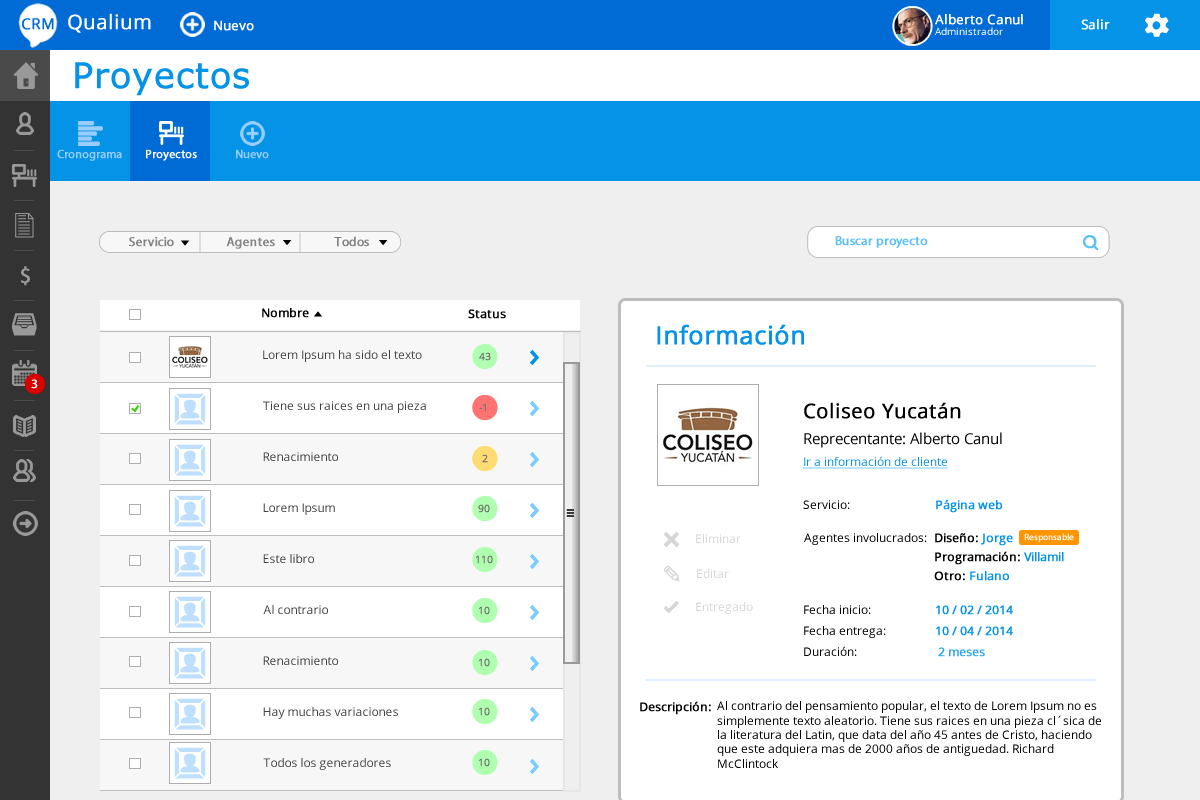 CRM Qualium
Nuevo
Alberto Canul
Administrador
Salir
Proyectos
Cronograma
Proyectos
Nuevo
3
Servicio
Agentes
Todos
Buscar proyecto
Nombre
Status
COLISEO
YUCATÁN
Lorem Ipsum ha sido el texto
43
Tiene sus raices en una pieza
-1
Renacimiento
2
Lorem Ipsum
90
Este libro
110
Al contrario
10
Renacimiento
10
Hay muchas variaciones
10
Todos los generadores
10
Información
COLISEO
YUCATÁN
Coliseo Yucatán
Reprecentante: Alberto Canul
Ir a información de cliente
Eliminar
Editar
Entregado
Servicio: Página web
Agentes involucrados: Diseño: Jorge Responsable
Programación: Villamil
Otro: Fulano
Fecha inicio: 10 / 02 / 2014
Fecha entrega: 10 / 04 / 2014
Duración: 2 meses
Descripción: Al contrario del pensamiento popular, el texto de Lorem Ipsum no es
simplemente texto aleatorio. Tiene sus raices en una pieza cl´sica de
la literatura del Latin, que data del año 45 antes de Cristo, haciendo
que este adquiera mas de 2000 años de antiguedad. Richard
McClintock